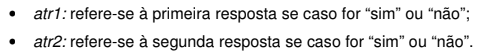 • atr1: refere-se à primeira resposta se caso for “sim” ou “não”;
• atr2: refere-se à segunda resposta se caso for “sim” ou “não”.